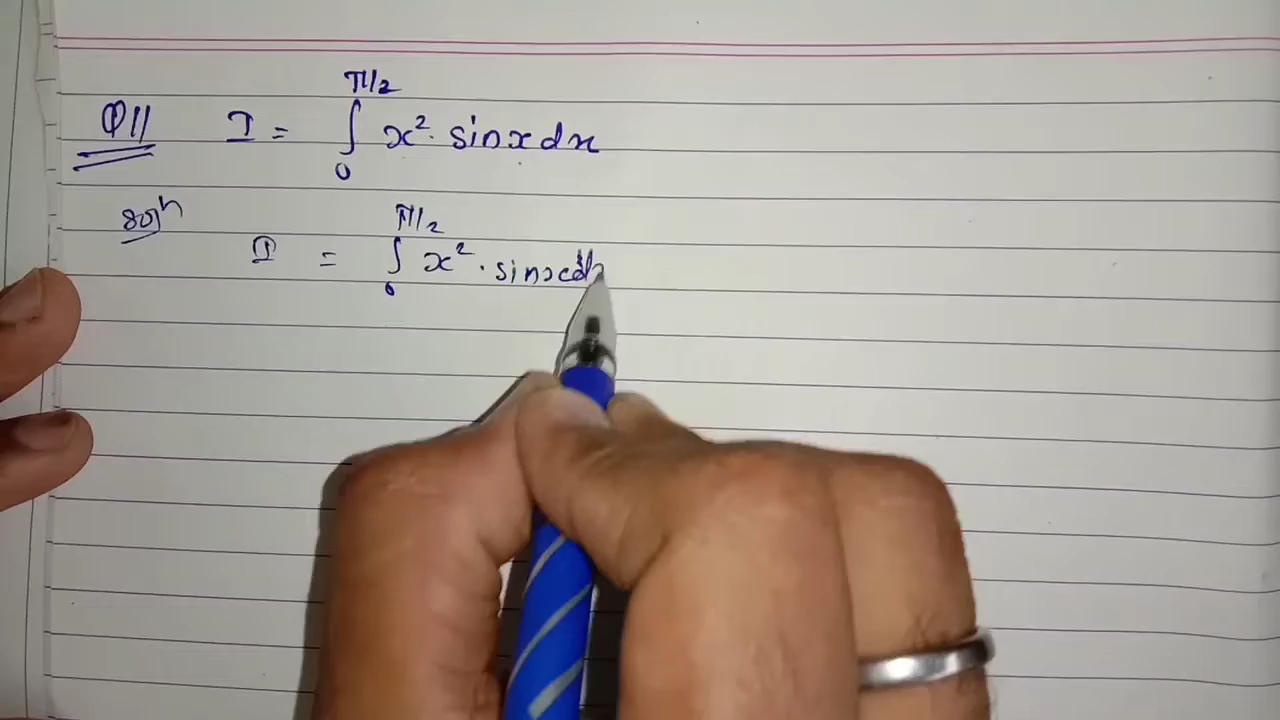 Q11 I = ∫₀^π/2 x² · sinx dx
Solⁿ
I = ∫₀^π/2 x² · sinx dx